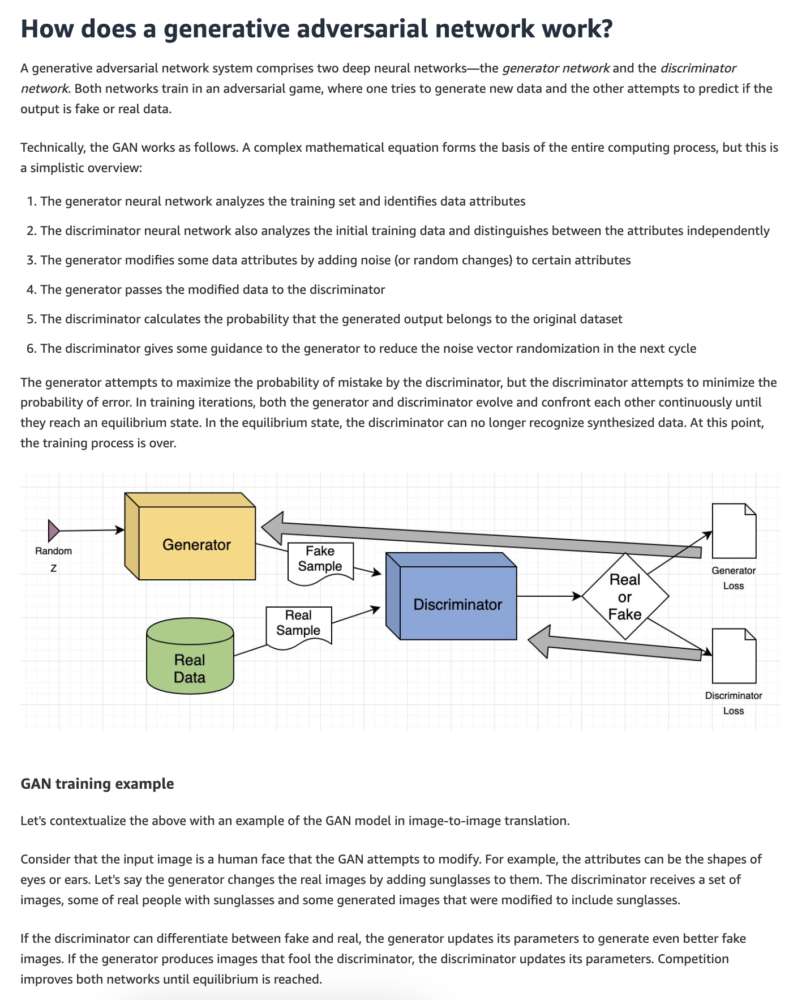 How does a generative adversarial network work?
A generative adversarial network system comprises two deep neural networks—the generator network and the discriminator
network. Both networks train in an adversarial game, where one tries to generate new data and the other attempts to predict if the
output is fake or real data.
Technically, the GAN works as follows. A complex mathematical equation forms the basis of the entire computing process, but this is
a simplistic overview:
1. The generator neural network analyzes the training set and identifies data attributes
2. The discriminator neural network also analyzes the initial training data and distinguishes between the attributes independently
3. The generator modifies some data attributes by adding noise (or random changes) to certain attributes
4. The generator passes the modified data to the discriminator
5. The discriminator calculates the probability that the generated output belongs to the original dataset
6. The discriminator gives some guidance to the generator to reduce the noise vector randomization in the next cycle
The generator attempts to maximize the probability of mistake by the discriminator, but the discriminator attempts to minimize the
probability of error. In training iterations, both the generator and discriminator evolve and confront each other continuously until
they reach an equilibrium state. In the equilibrium state, the discriminator can no longer recognize synthesized data. At this point,
the training process is over.
Random
Z
Generator
Fake
Sample
Real
Data
Real
Sample
Discriminator
Real
or
Fake
Generator
Loss
Discriminator
Loss
GAN training example
Let's contextualize the above with an example of the GAN model in image-to-image translation.
Consider that the input image is a human face that the GAN attempts to modify. For example, the attributes can be the shapes of
eyes or ears. Let's say the generator changes the real images by adding sunglasses to them. The discriminator receives a set of
images, some of real people with sunglasses and some generated images that were modified to include sunglasses.
If the discriminator can differentiate between fake and real, the generator updates its parameters to generate even better fake
images. If the generator produces images that fool the discriminator, the discriminator updates its parameters. Competition
improves both networks until equilibrium is reached.